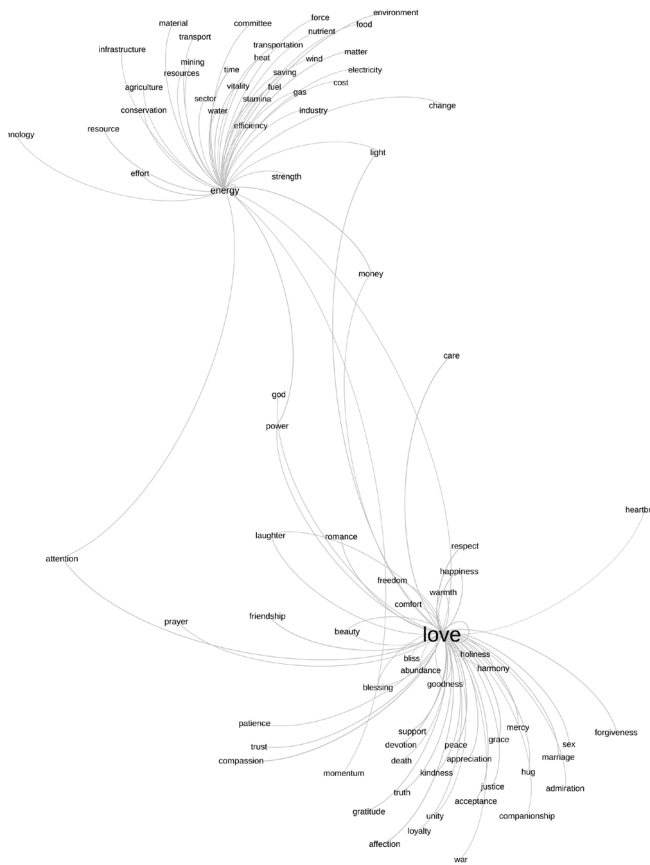 environment
force
material
committee
food
nutrient
transport
transportation
infrastructure
matter
heat
wind
mining
time
electricity
resources
saving
cost
vitality
fuel
agriculture
gas
sector
stamina
change
conservation
water
industry
efficiency
resource
nology
light
effort
strength
energy
money
care
god
power
heartbr
laughter
romance
respect
attention
happiness
freedom
warmth
comfort
friendship
prayer
beauty
love
holiness
bliss
harmony
abundance
goodness
blessing
patience
mercy
support
forgiveness
grace
devotion
peace
sex
trust
marriage
compassion
death
appreciation
momentum
kindness
hug
justice
admiration
truth
acceptance
gratitude
unity
companionship
loyalty
affection
war